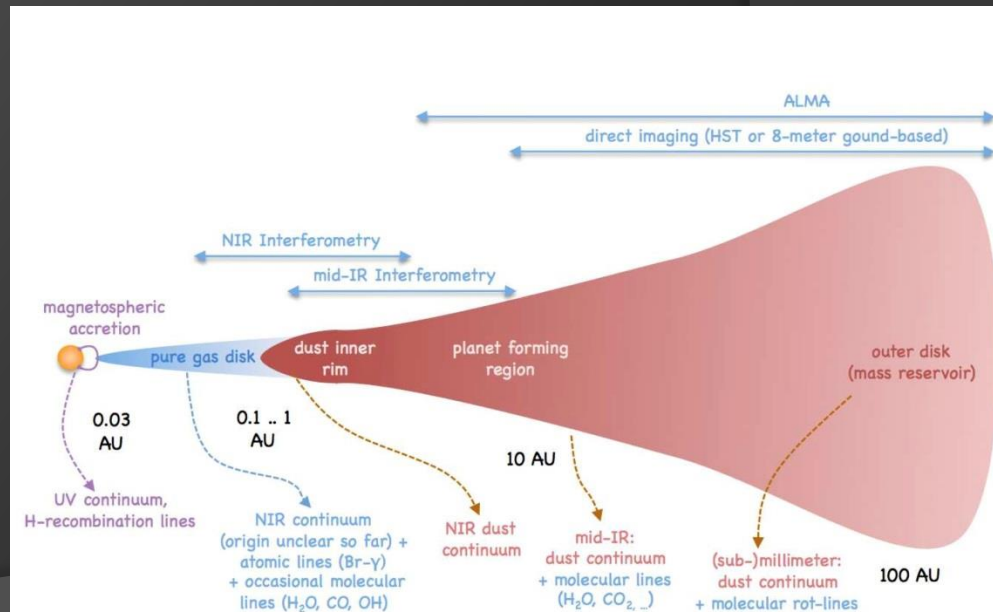 ALMA
direct imaging (HST or 8-meter gound-based)
NIR Interferometry
mid-IR Interferometry
magnetospheric
accretion
pure gas disk
dust inner
rim
planet forming
region
outer disk
(mass reservoir)
0.03
AU
0.1 .. 1
AU
10 AU
100 AU
UV continuum,
H-recombination lines
NIR continuum
(origin unclear so far) +
atomic lines (Br-γ)
+ occasional molecular
lines (H₂O, CO, OH)
NIR dust
continuum
mid-IR:
dust continuum
+ molecular lines
(H₂O, CO₂, ...)
(sub-)millimeter:
dust continuum
+ molecular rot-lines